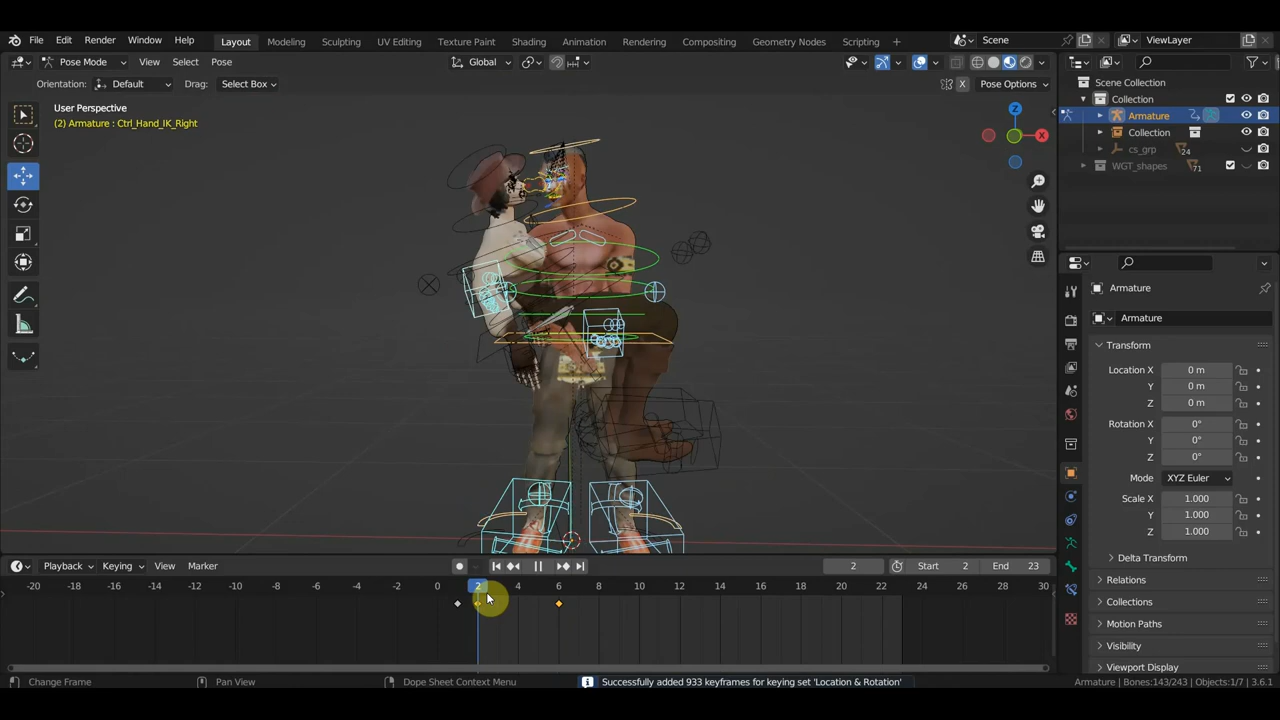 File Edit Render Window Help Layout Modeling Sculpting UV Editing Texture Paint Shading Animation Rendering Compositing Geometry Nodes Scripting + Scene ViewLayer
Pose Mode View Select Pose Global
Orientation: Default Drag: Select Box X Pose Options
User Perspective
(2) Armature : Ctrl_Hand_IK_Right
Z
X
Scene Collection
Collection
Armature
Collection
cs_grp 24
WGT_shapes 71
Armature
Armature
Transform
Location X 0 m
Y 0 m
Z 0 m
Rotation X 0°
Y 0°
Z 0°
Mode XYZ Euler
Scale X 1.000
Y 1.000
Z 1.000
Delta Transform
Relations
Collections
Motion Paths
Visibility
Viewport Display
Playback Keying View Marker 2 Start 2 End 23
-20 -18 -16 -14 -12 -10 -8 -6 -4 -2 0 2 4 6 8 10 12 14 16 18 20 22 24 26 28 30
Change Frame Pan View Dope Sheet Context Menu Successfully added 933 keyframes for keying set 'Location & Rotation' Armature | Bones:143/243 | Objects:1/7 | 3.6.1